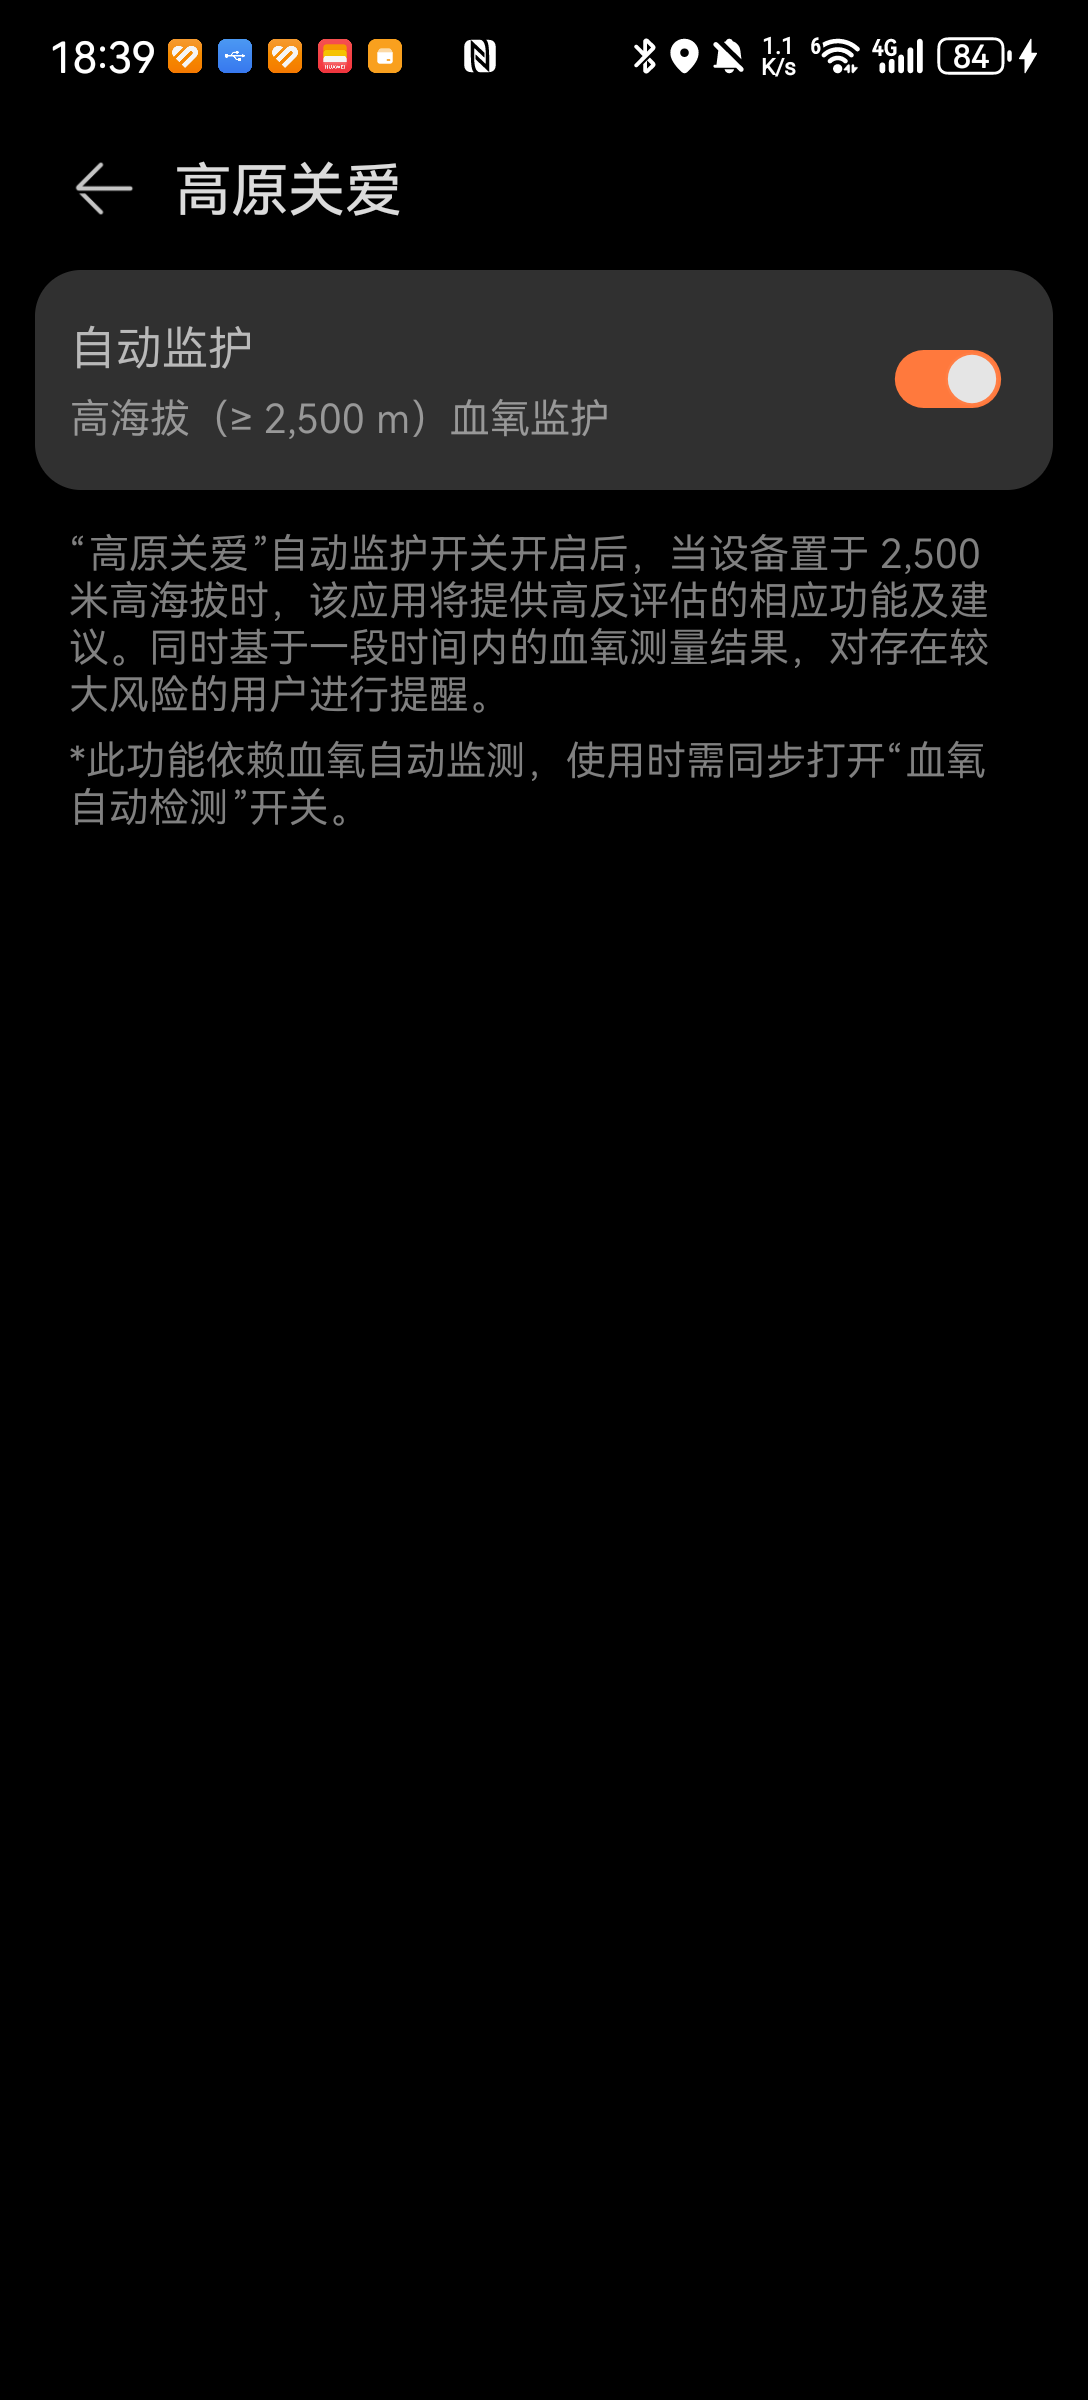 18:39
HUAWEI
1.1
K/s
6
4G
84
高原关爱
自动监护
高海拔（≥ 2,500 m）血氧监护
“高原关爱”自动监护开关开启后，当设备置于 2,500
米高海拔时，该应用将提供高反评估的相应功能及建
议。同时基于一段时间内的血氧测量结果，对存在较
大风险的用户进行提醒。
*此功能依赖血氧自动监测，使用时需同步打开“血氧
自动检测”开关。